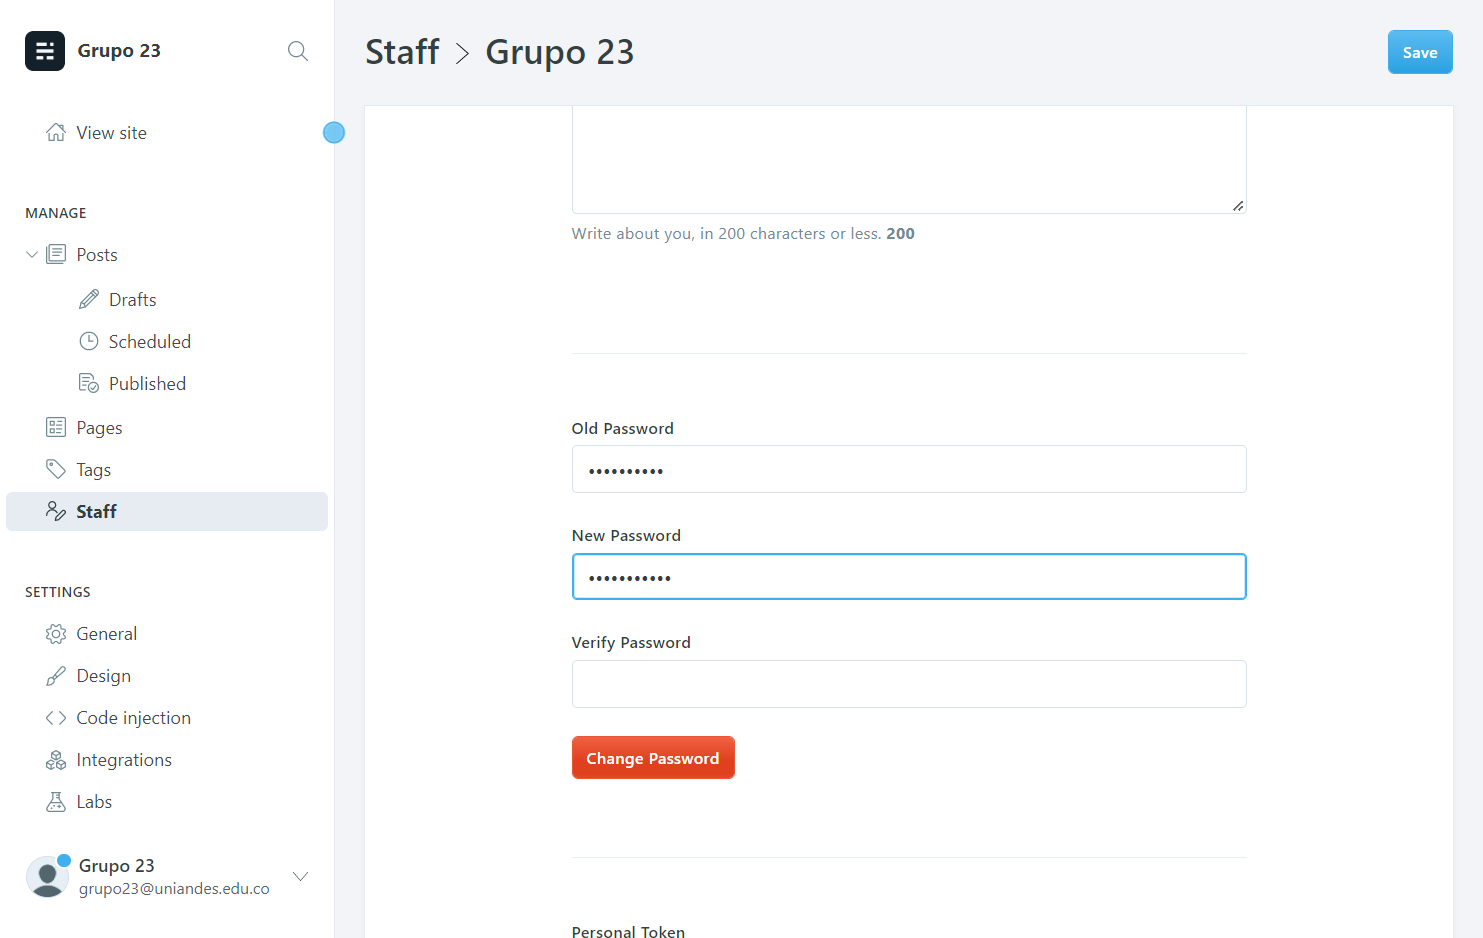 Grupo 23
View site
MANAGE
Posts
Drafts
Scheduled
Published
Pages
Tags
Staff
SETTINGS
General
Design
Code injection
Integrations
Labs
Grupo 23
grupo23@uniandes.edu.co
Staff > Grupo 23
Save
Write about you, in 200 characters or less. 200
Old Password
••••••••••
New Password
•••••••••••
Verify Password
Change Password
Personal Token